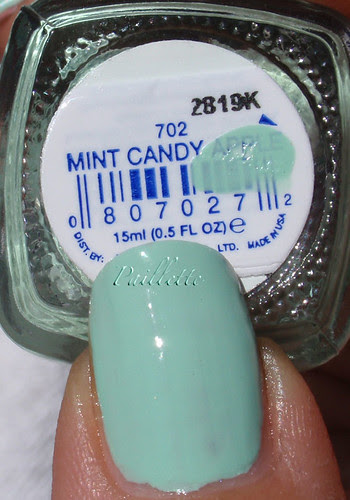 2819K
702
MINT CANDY APPLE
0 807027 2
15ml (0.5 FL OZ) e
DIST. BY: LTD. MADE IN USA
Paillette